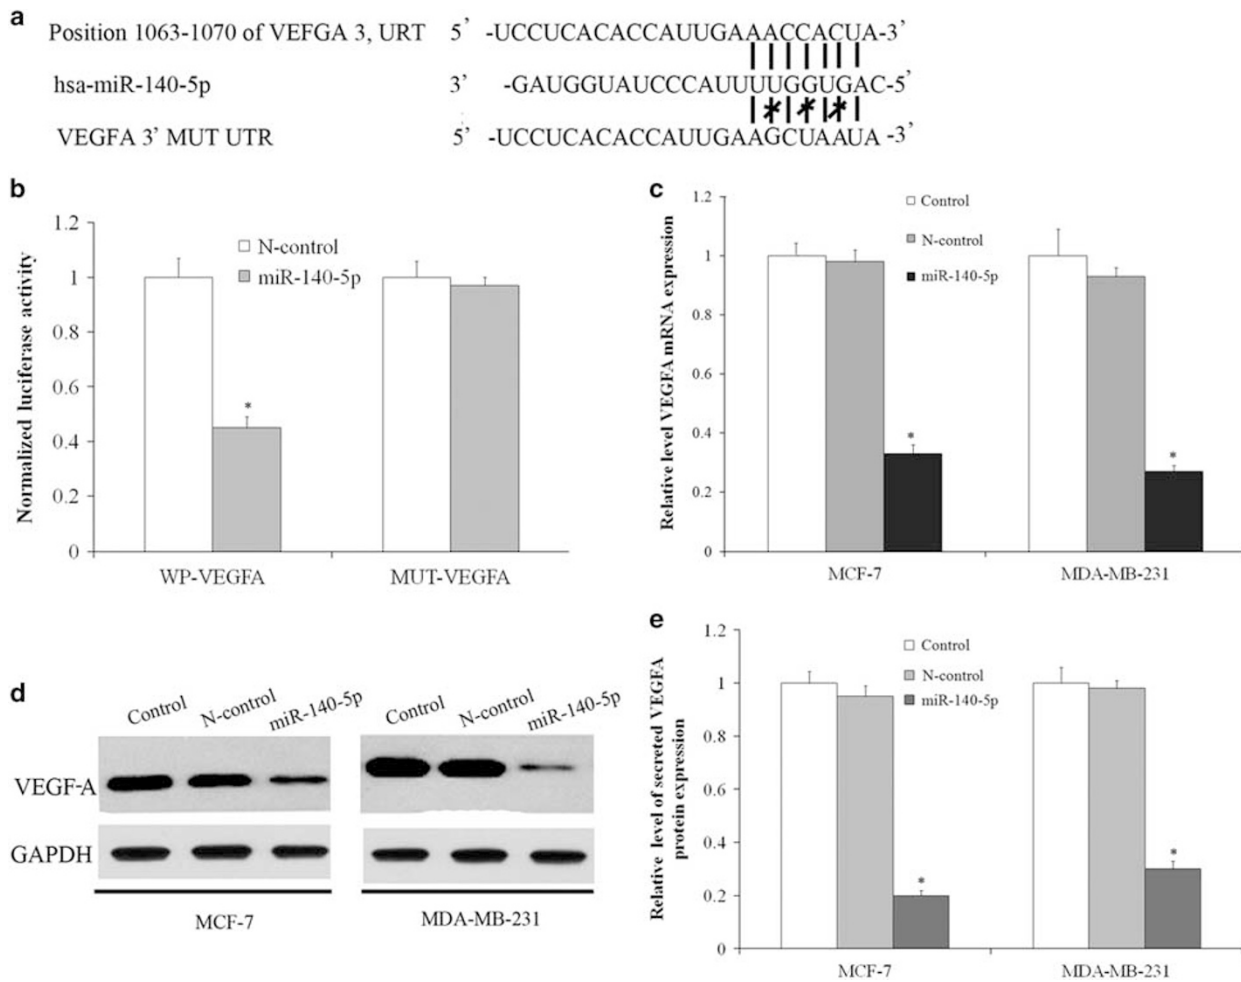 a
Position 1063-1070 of VEFGA 3, URT 5' -UCCUCACACCAUUGAAACCACUA-3'
hsa-miR-140-5p 3' -GAUGGUAUCCCAUUUUGGUGAC-5'
VEGFA 3' MUT UTR 5' -UCCUCACACCAUUGAAGCUAAUA -3'
b
Normalized luciferase activity
1.2
1
0.8
0.6
0.4
0.2
0
N-control
miR-140-5p
*
WP-VEGFA
MUT-VEGFA
c
Relative level VEGFA mRNA expression
1.2
1
0.8
0.6
0.4
0.2
0
Control
N-control
miR-140-5p
*
*
MCF-7
MDA-MB-231
d
Control N-control miR-140-5p
Control N-control miR-140-5p
VEGF-A
GAPDH
MCF-7
MDA-MB-231
e
Relative level of secreted VEGFA
protein expression
1.2
1
0.8
0.6
0.4
0.2
0
Control
N-control
miR-140-5p
*
*
MCF-7
MDA-MB-231